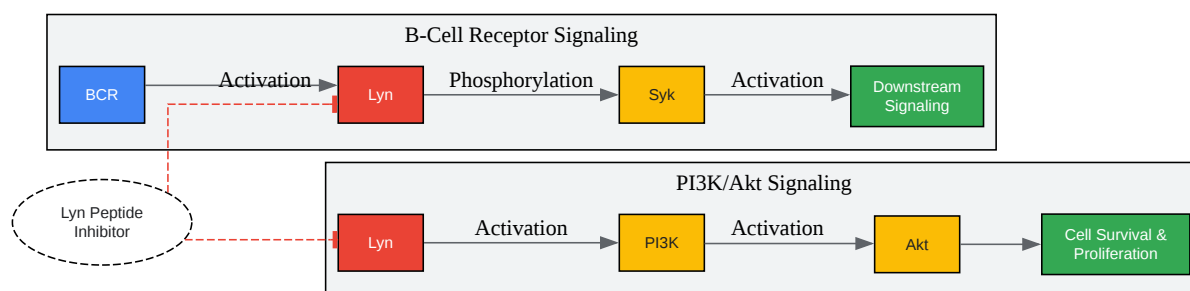 B-Cell Receptor Signaling
BCR
Activation
Lyn
Phosphorylation
Syk
Activation
Downstream
Signaling
Lyn Peptide
Inhibitor
PI3K/Akt Signaling
Lyn
Activation
PI3K
Activation
Akt
Cell Survival &
Proliferation